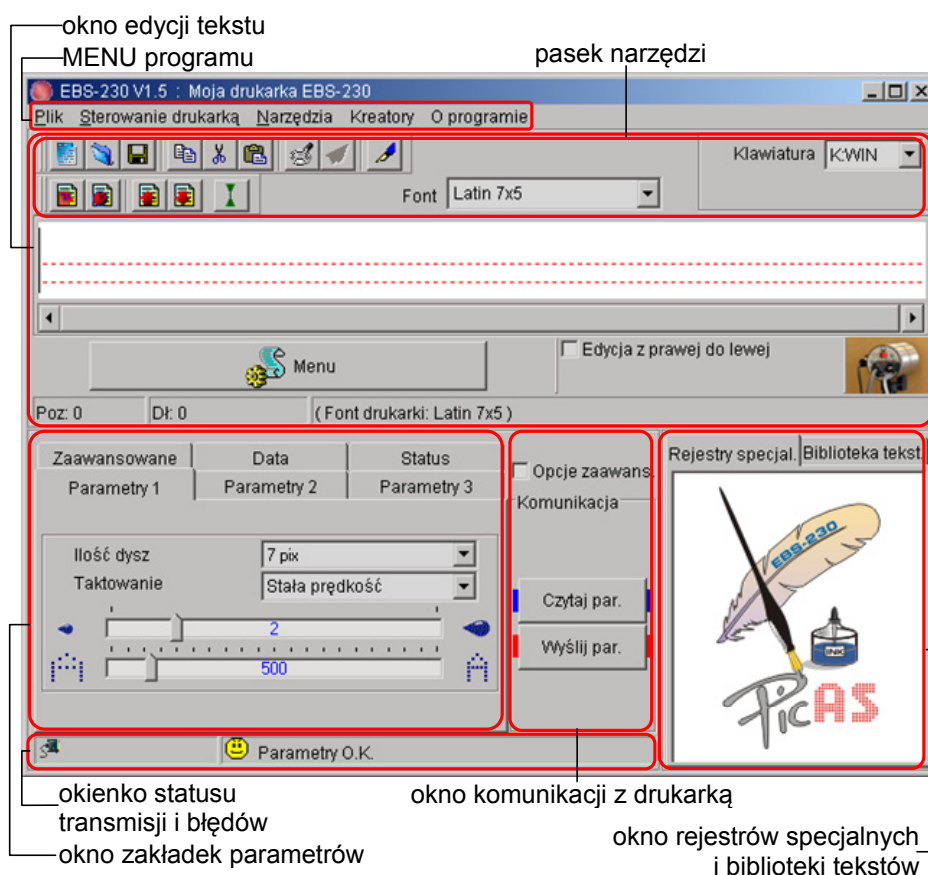 okno edycji tekstu
MENU programu
pasek narzędzi
EBS-230 V1.5 : Moja drukarka EBS-230
Plik Sterowanie drukarką Narzędzia Kreatory O programie
Klawiatura K:WIN
Font Latin 7x5
Menu
Edycja z prawej do lewej
Poz: 0 Dł: 0 ( Font drukarki: Latin 7x5 )
Zaawansowane Data Status
Parametry 1 Parametry 2 Parametry 3
Opcje zaawans.
Rejestry specjal. Biblioteka tekst.
Komunikacja
Ilość dysz 7 pix
Taktowanie Stała prędkość
2
500
Czytaj par.
Wyślij par.
EBS-230
INK
PicAS
Parametry O.K.
okienko statusu
transmisji i błędów
okno komunikacji z drukarką
okno zakładek parametrów
okno rejestrów specjalnych
i biblioteki tekstów